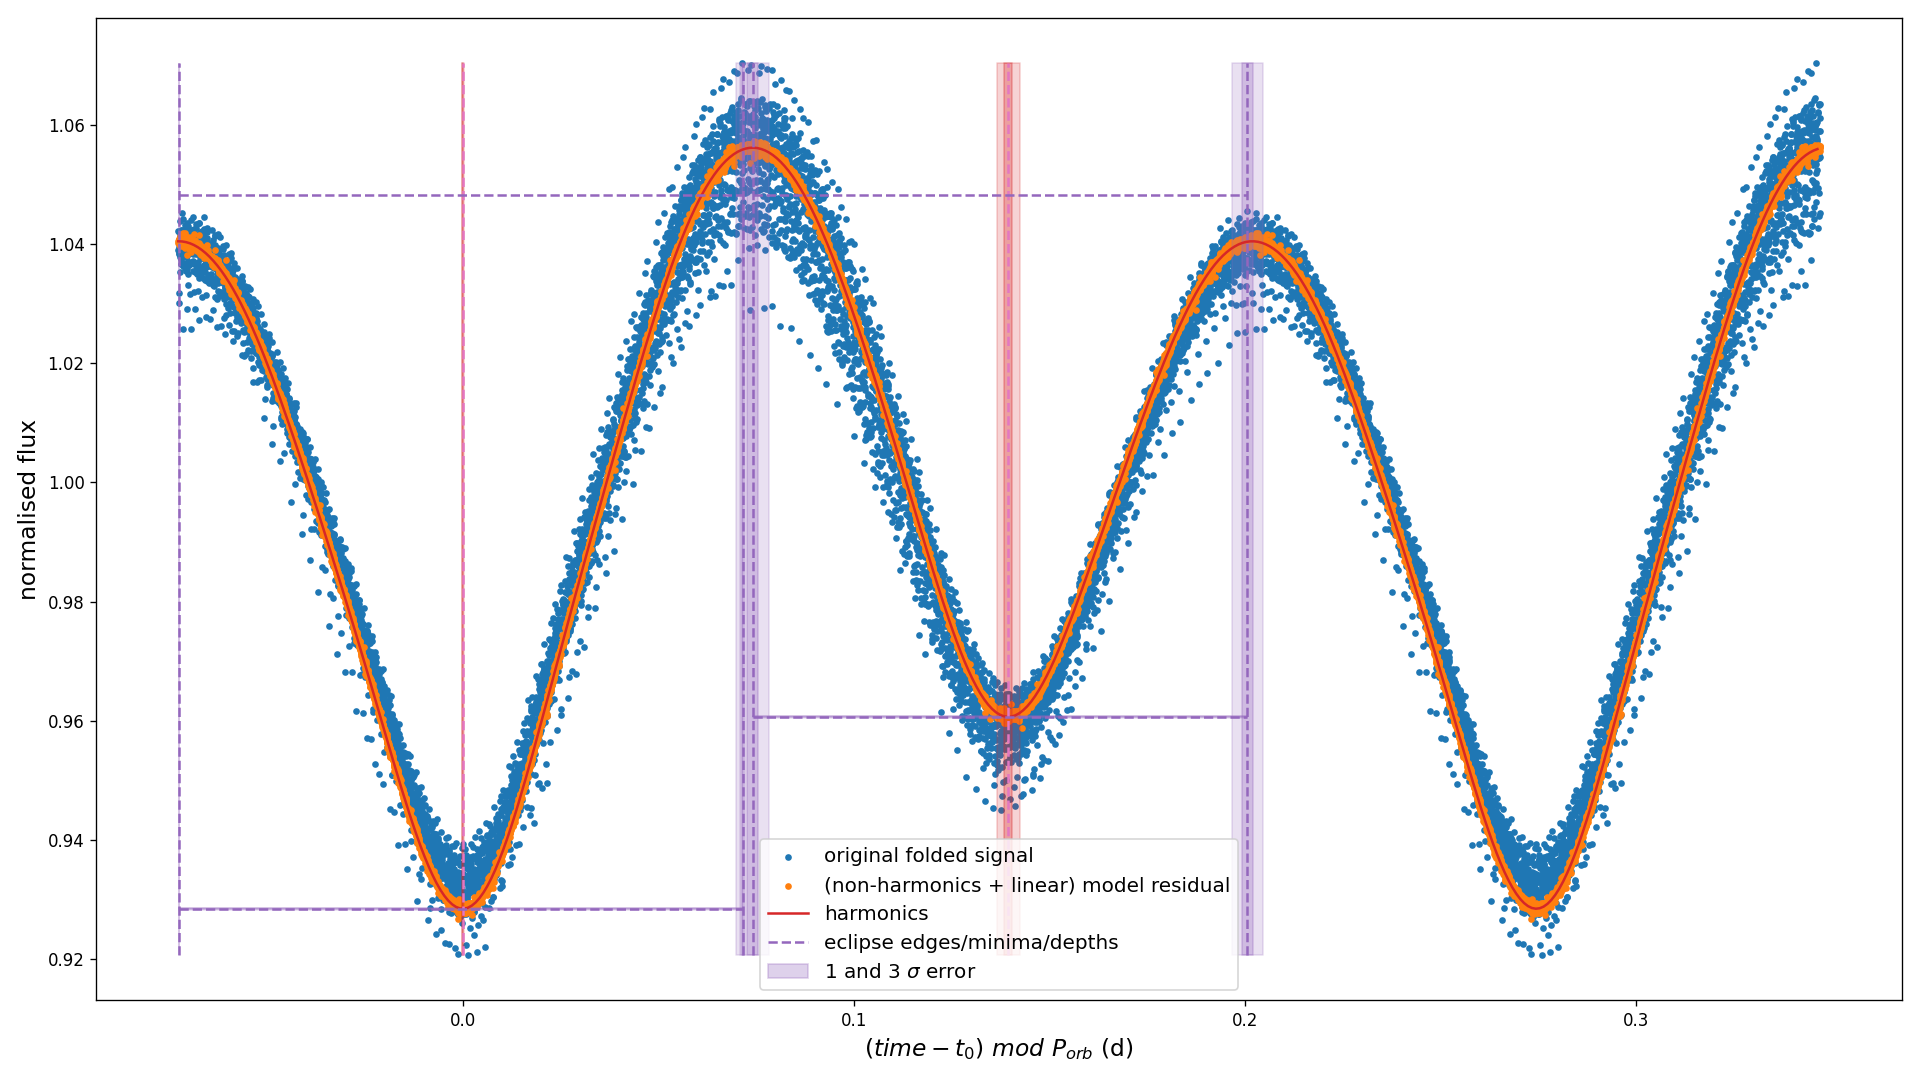 normalised flux
1.06
1.04
1.02
1.00
0.98
0.96
0.94
0.92
original folded signal
(non-harmonics + linear) model residual
harmonics
eclipse edges/minima/depths
1 and 3 σ error
0.0 0.1 0.2 0.3
(time − t₀) mod Pₒᵣb (d)